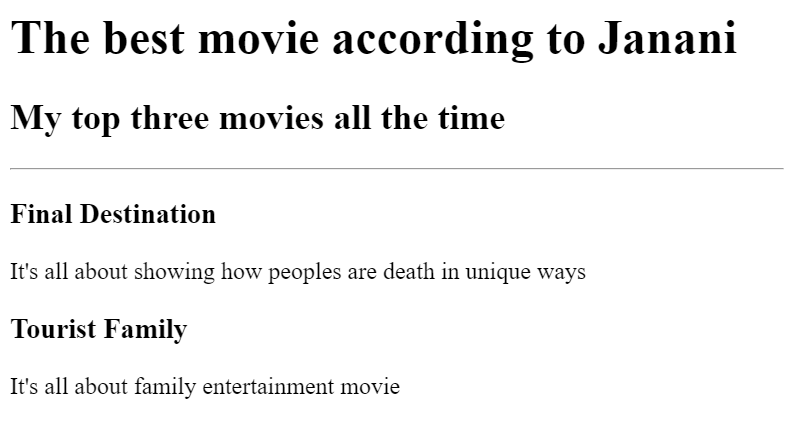 The best movie according to Janani
My top three movies all the time
Final Destination
It's all about showing how peoples are death in unique ways
Tourist Family
It's all about family entertainment movie